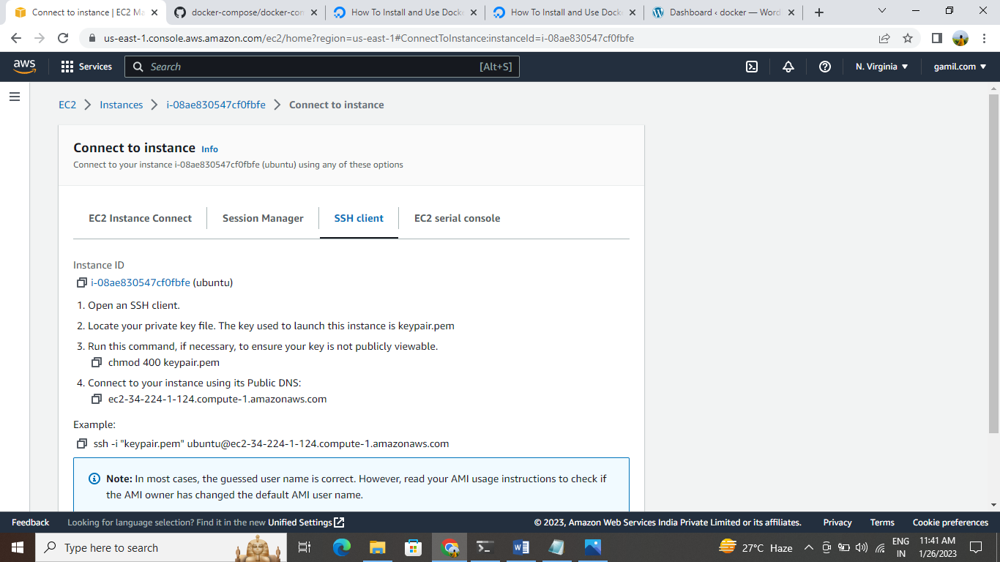 Connect to instance | EC2 Ma
docker-compose/docker-con
How To Install and Use Docke
How To Install and Use Docke
Dashboard ‹ docker — Word
us-east-1.console.aws.amazon.com/ec2/home?region=us-east-1#ConnectToInstance:instanceId=i-08ae830547cf0fbfe
aws
Services
Search
[Alt+S]
N. Virginia
gamil.com
EC2
Instances
i-08ae830547cf0fbfe
Connect to instance
Connect to instance Info
Connect to your instance i-08ae830547cf0fbfe (ubuntu) using any of these options
EC2 Instance Connect
Session Manager
SSH client
EC2 serial console
Instance ID
i-08ae830547cf0fbfe (ubuntu)
1. Open an SSH client.
2. Locate your private key file. The key used to launch this instance is keypair.pem
3. Run this command, if necessary, to ensure your key is not publicly viewable.
chmod 400 keypair.pem
4. Connect to your instance using its Public DNS:
ec2-34-224-1-124.compute-1.amazonaws.com
Example:
ssh -i "keypair.pem" ubuntu@ec2-34-224-1-124.compute-1.amazonaws.com
Note: In most cases, the guessed user name is correct. However, read your AMI usage instructions to check if
the AMI owner has changed the default AMI user name.
Feedback
Looking for language selection? Find it in the new Unified Settings
© 2023, Amazon Web Services India Private Limited or its affiliates.
Privacy
Terms
Cookie preferences
Type here to search
27°C Haze
ENG
IN
11:41 AM
1/26/2023